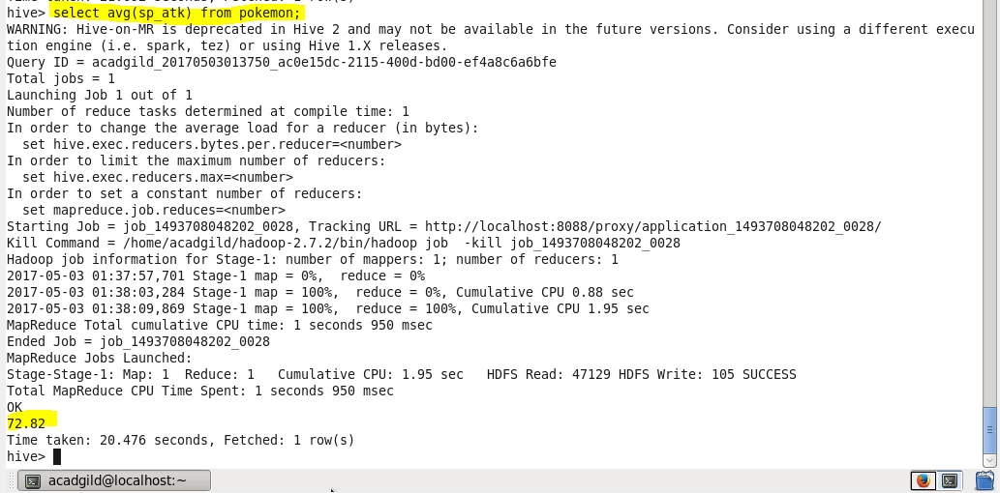 hive> select avg(sp_atk) from pokemon;
WARNING: Hive-on-MR is deprecated in Hive 2 and may not be available in the future versions. Consider using a different execu
tion engine (i.e. spark, tez) or using Hive 1.X releases.
Query ID = acadgild_20170503013750_ac0e15dc-2115-400d-bd00-ef4a8c6a6bfe
Total jobs = 1
Launching Job 1 out of 1
Number of reduce tasks determined at compile time: 1
In order to change the average load for a reducer (in bytes):
  set hive.exec.reducers.bytes.per.reducer=<number>
In order to limit the maximum number of reducers:
  set hive.exec.reducers.max=<number>
In order to set a constant number of reducers:
  set mapreduce.job.reduces=<number>
Starting Job = job_1493708048202_0028, Tracking URL = http://localhost:8088/proxy/application_1493708048202_0028/
Kill Command = /home/acadgild/hadoop-2.7.2/bin/hadoop job  -kill job_1493708048202_0028
Hadoop job information for Stage-1: number of mappers: 1; number of reducers: 1
2017-05-03 01:37:57,701 Stage-1 map = 0%,  reduce = 0%
2017-05-03 01:38:03,284 Stage-1 map = 100%,  reduce = 0%, Cumulative CPU 0.88 sec
2017-05-03 01:38:09,869 Stage-1 map = 100%,  reduce = 100%, Cumulative CPU 1.95 sec
MapReduce Total cumulative CPU time: 1 seconds 950 msec
Ended Job = job_1493708048202_0028
MapReduce Jobs Launched:
Stage-Stage-1: Map: 1  Reduce: 1   Cumulative CPU: 1.95 sec   HDFS Read: 47129 HDFS Write: 105 SUCCESS
Total MapReduce CPU Time Spent: 1 seconds 950 msec
OK
72.82
Time taken: 20.476 seconds, Fetched: 1 row(s)
hive>
acadgild@localhost:~